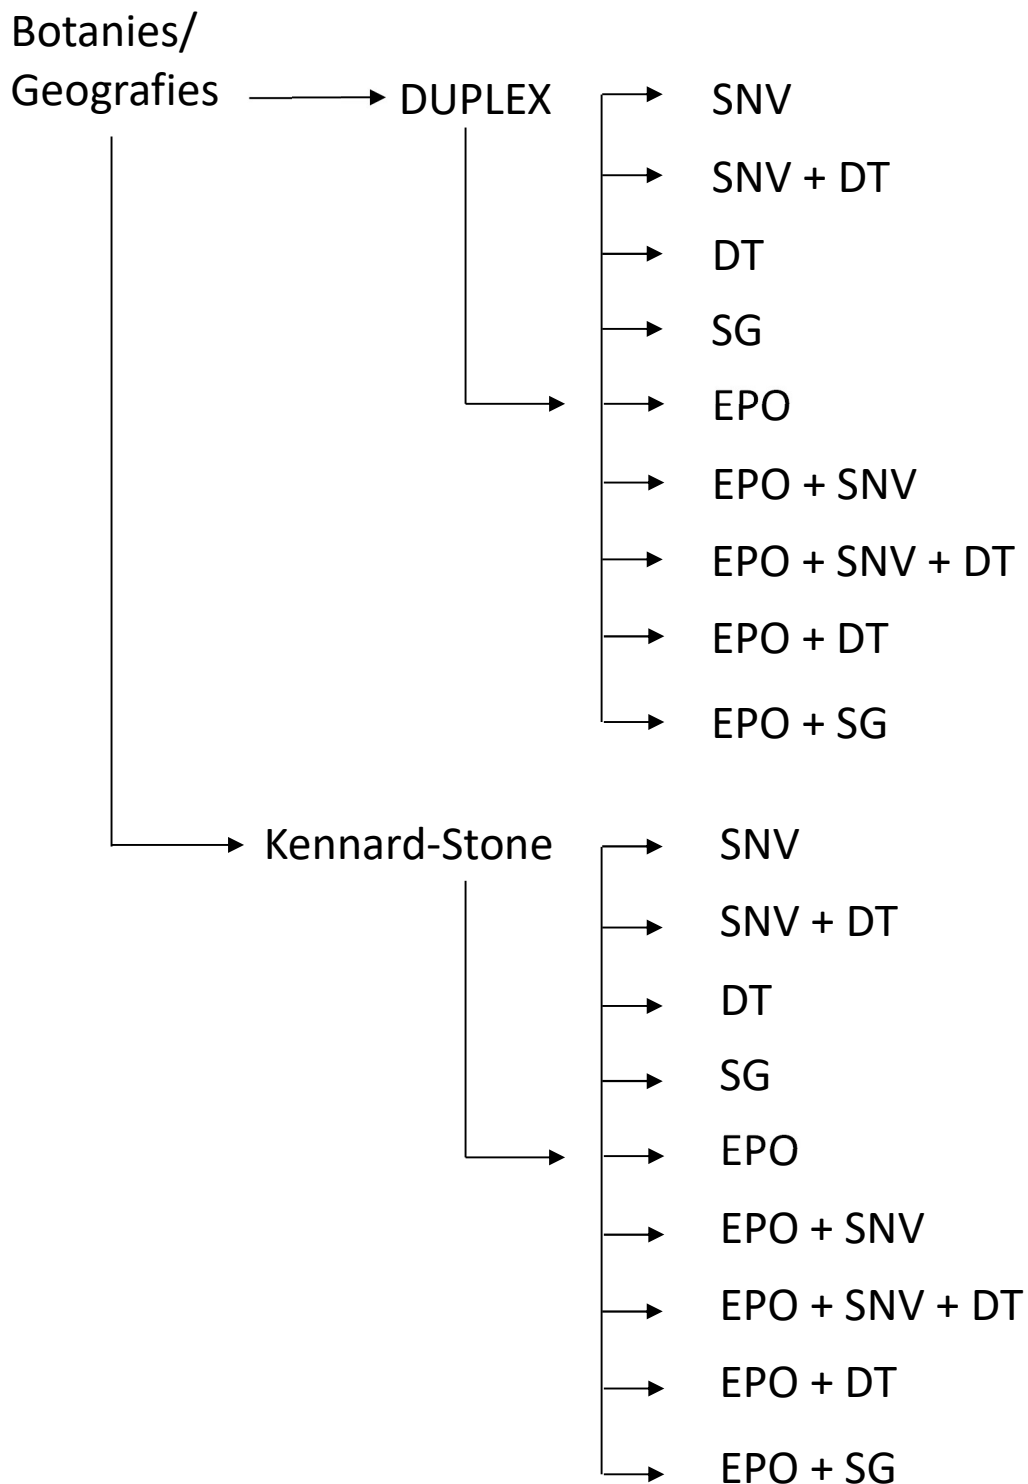 Botanies/
Geografies
DUPLEX
SNV
SNV + DT
DT
SG
EPO
EPO + SNV
EPO + SNV + DT
EPO + DT
EPO + SG
Kennard-Stone
SNV
SNV + DT
DT
SG
EPO
EPO + SNV
EPO + SNV + DT
EPO + DT
EPO + SG